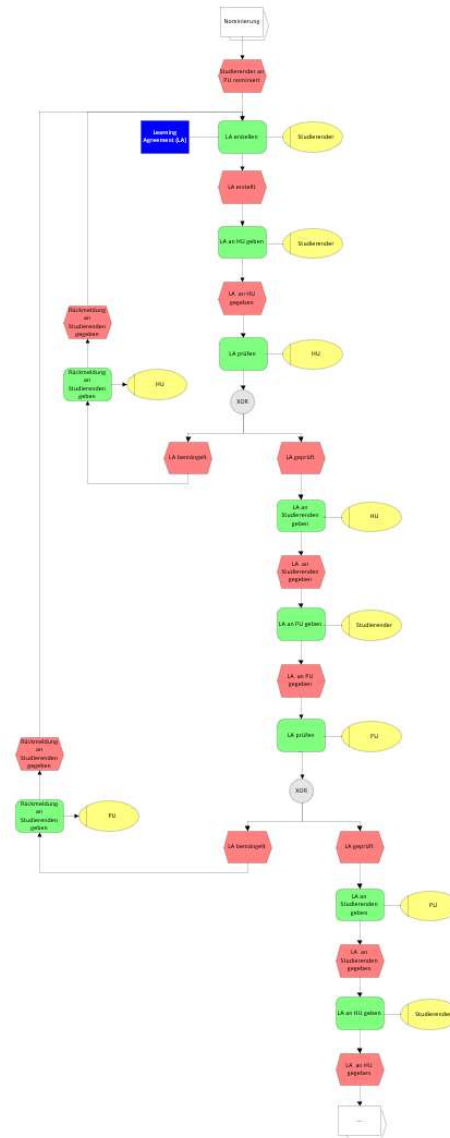 Nominierung
Studierender an
PU nominiert
Learning
Agreement (LA)
LA erstellen
Studierender
LA erstellt
LA an HU geben
Studierender
LA an HU
gegeben
Rückmeldung
an
Studierenden
gegeben
LA prüfen
HU
Rückmeldung
an
Studierenden
geben
HU
XOR
LA bemängelt
LA geprüft
LA an
Studierenden
geben
HU
LA an
Studierenden
gegeben
LA an PU geben
Studierender
LA an PU
gegeben
LA prüfen
PU
Rückmeldung
an
Studierenden
gegeben
XOR
Rückmeldung
an
Studierenden
geben
PU
LA bemängelt
LA geprüft
LA an
Studierenden
geben
PU
LA an
Studierenden
gegeben
LA an HU geben
Studierender
LA an HU
gegeben
...